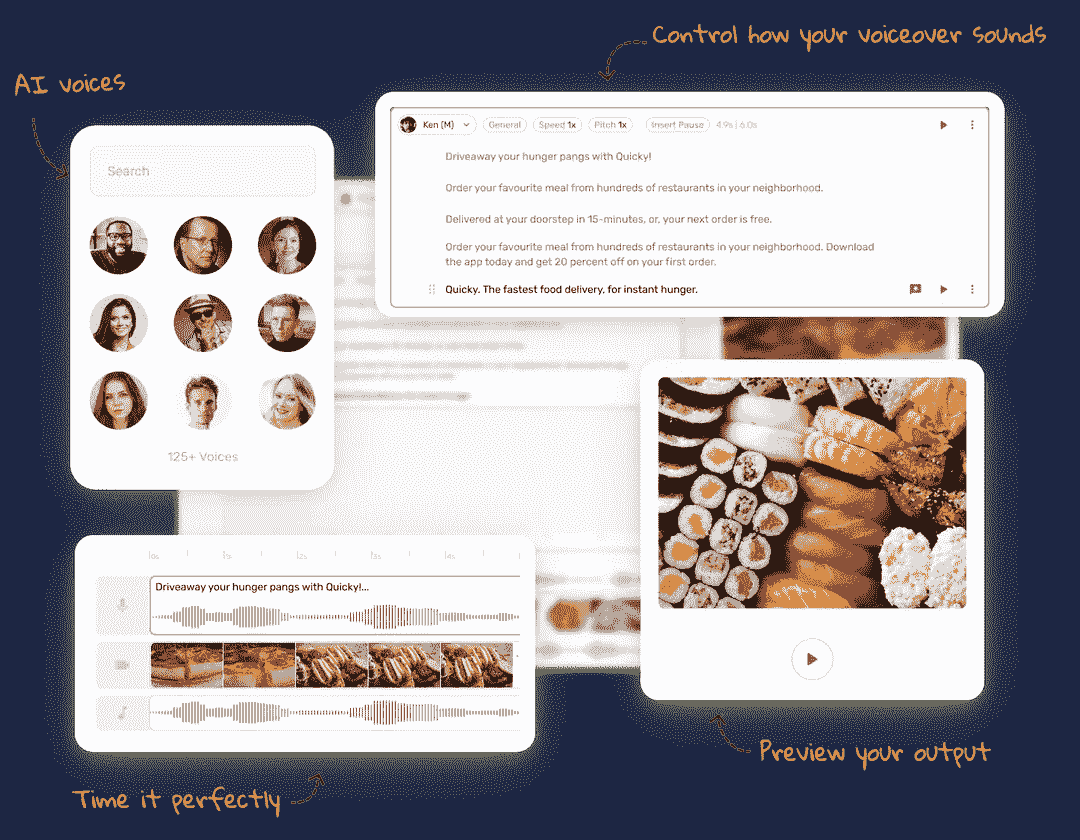 Control how your voiceover sounds
AI voices
Search
125+ Voices
Ken (M) General Speed 1x Pitch 1x Insert Pause 4.9s | 6.0s
Driveaway your hunger pangs with Quicky!
Order your favourite meal from hundreds of restaurants in your neighborhood.
Delivered at your doorstep in 15-minutes, or, your next order is free.
Order your favourite meal from hundreds of restaurants in your neighborhood. Download
the app today and get 20 percent off on your first order.
Quicky. The fastest food delivery, for instant hunger.
0s 1s 2s 3s 4s
Driveaway your hunger pangs with Quicky!...
Preview your output
Time it perfectly